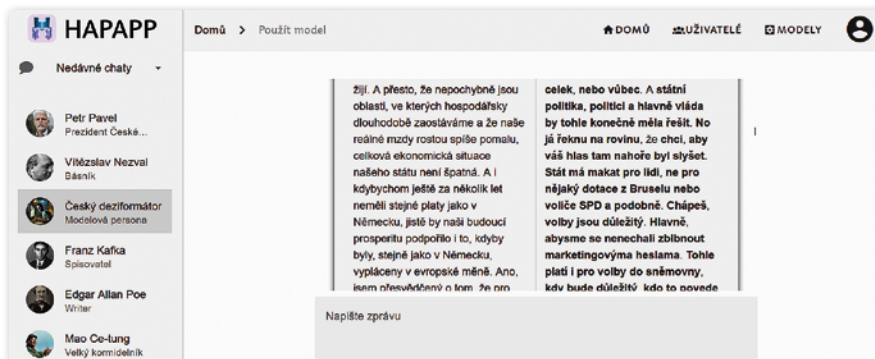 HAPAPP
Domů > Použít model
DOMŮ
UŽIVATELÉ
MODELY
Nedávné chaty
Petr Pavel
Prezident České...
Vítězslav Nezval
Básník
Český deziformátor
Modelová persona
Franz Kafka
Spisovatel
Edgar Allan Poe
Writer
Mao Ce-tung
Velký kormidelník
žijí. A přesto, že nepochybně jsou
oblasti, ve kterých hospodářsky
dlouhodobě zaostáváme a že naše
reálné mzdy rostou spíše pomalu,
celková ekonomická situace
našeho státu není špatná. A i
kdybychom ještě za několik let
neměli stejné platy jako v
Německu, jistě by naši budoucí
prosperitu podpořilo i to, kdyby
byly, stejně jako v Německu,
vypláceny v evropské měně. Ano,
jsem přesvědčený o tom, že pro
celek, nebo vůbec. A státní
politika, politici a hlavně vláda
by tohle konečně měla řešit. No
já řeknu na rovinu, že chci, aby
váš hlas tam nahoře byl slyšet.
Stát má makat pro lidi, ne pro
nějaký dotace z Bruselu nebo
voliče SPD a podobně. Chápeš,
volby jsou důležitý. Hlavně,
abysme se nenechali zblbnout
marketingovýma heslama. Tohle
platí i pro volby do sněmovny,
kdy bude důležitý, kdo to povede
Napište zprávu